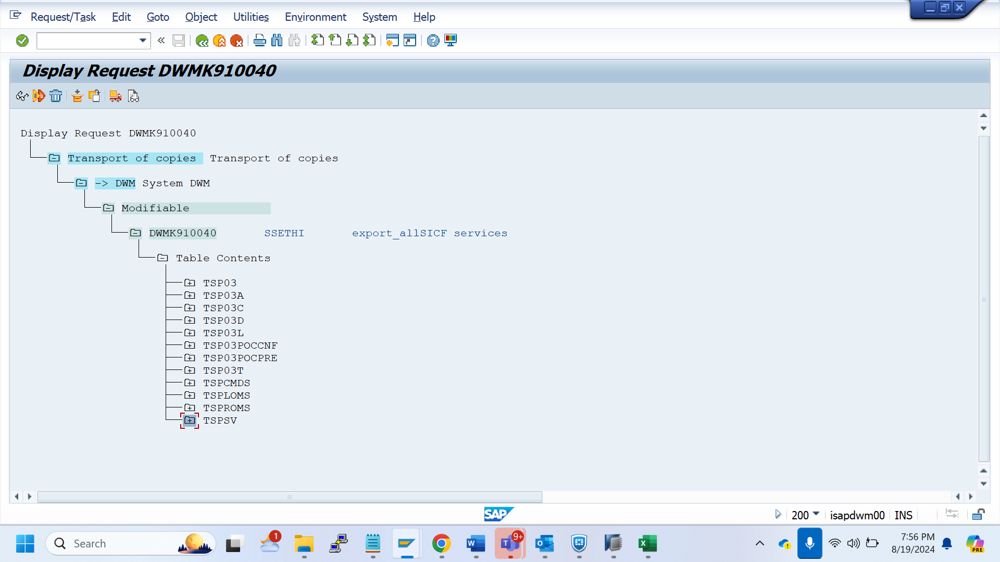 Request/Task Edit Goto Object Utilities Environment System Help
Display Request DWMK910040
Display Request DWMK910040
Transport of copies Transport of copies
-> DWM System DWM
Modifiable
DWMK910040 SSETHI export_allSICF services
Table Contents
TSP03
TSP03A
TSP03C
TSP03D
TSP03L
TSP03POCCNF
TSP03POCPRE
TSP03T
TSPCMDS
TSPLOMS
TSPROMS
TSPSV
SAP 200 isapdwm00 INS
Search 1 9+ 7:56 PM
8/19/2024
PRE